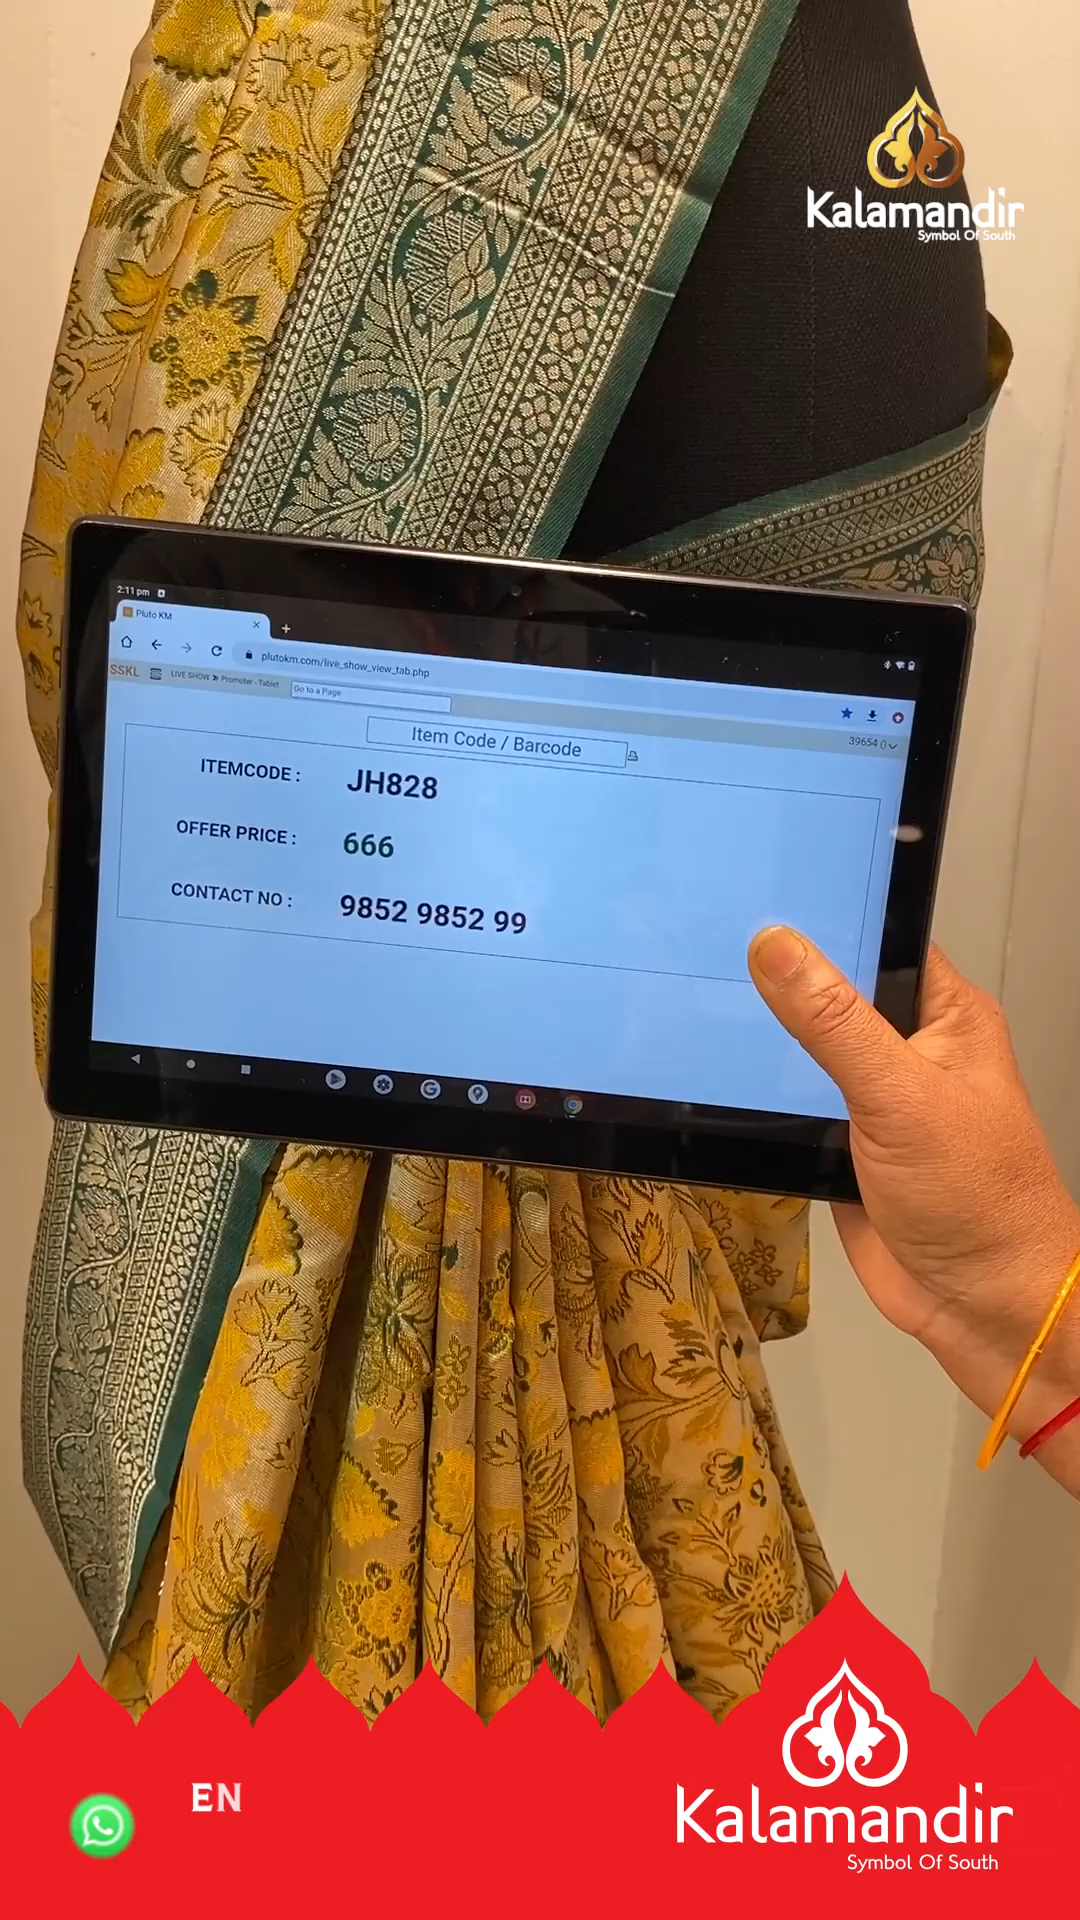 Kalamandir
Symbol Of South
2:11 pm
Pluto KM
plutokm.com/live_show_view_tab.php
SSKL
LIVE SHOW
Promoter - Tablet
Go to a Page
39654 ()
Item Code / Barcode
ITEMCODE : JH828
OFFER PRICE : 666
CONTACT NO : 9852 9852 99
EN
Kalamandir
Symbol Of South